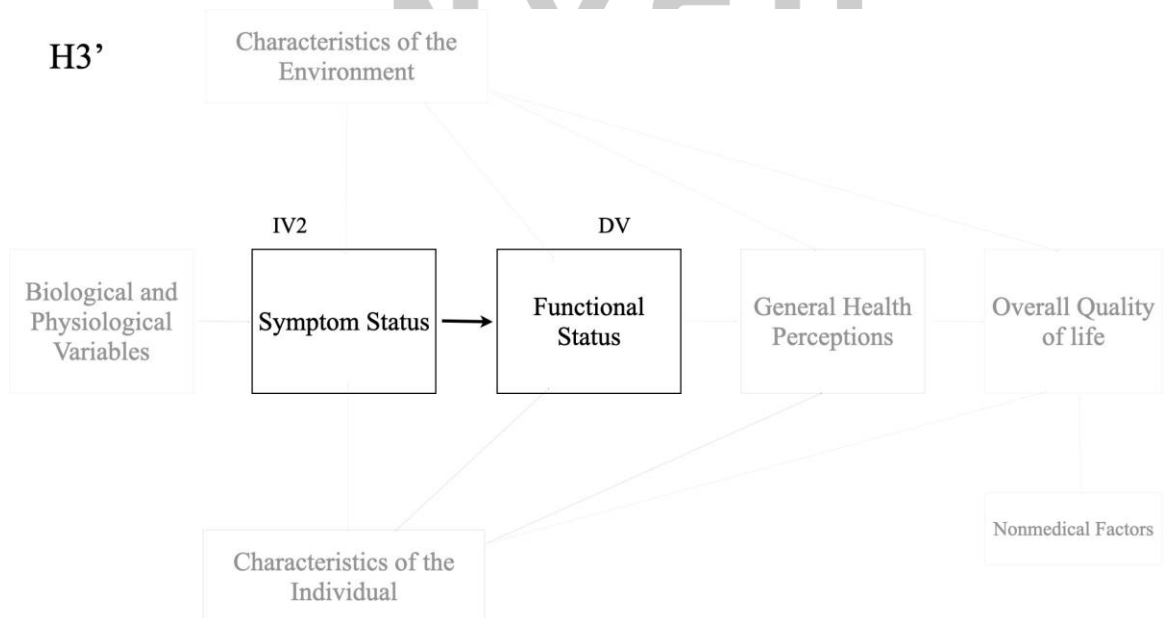 H3’
Characteristics of the
Environment
IV2
DV
Biological and
Physiological
Variables
Symptom Status
Functional
Status
General Health
Perceptions
Overall Quality
of life
Nonmedical Factors
Characteristics of the
Individual